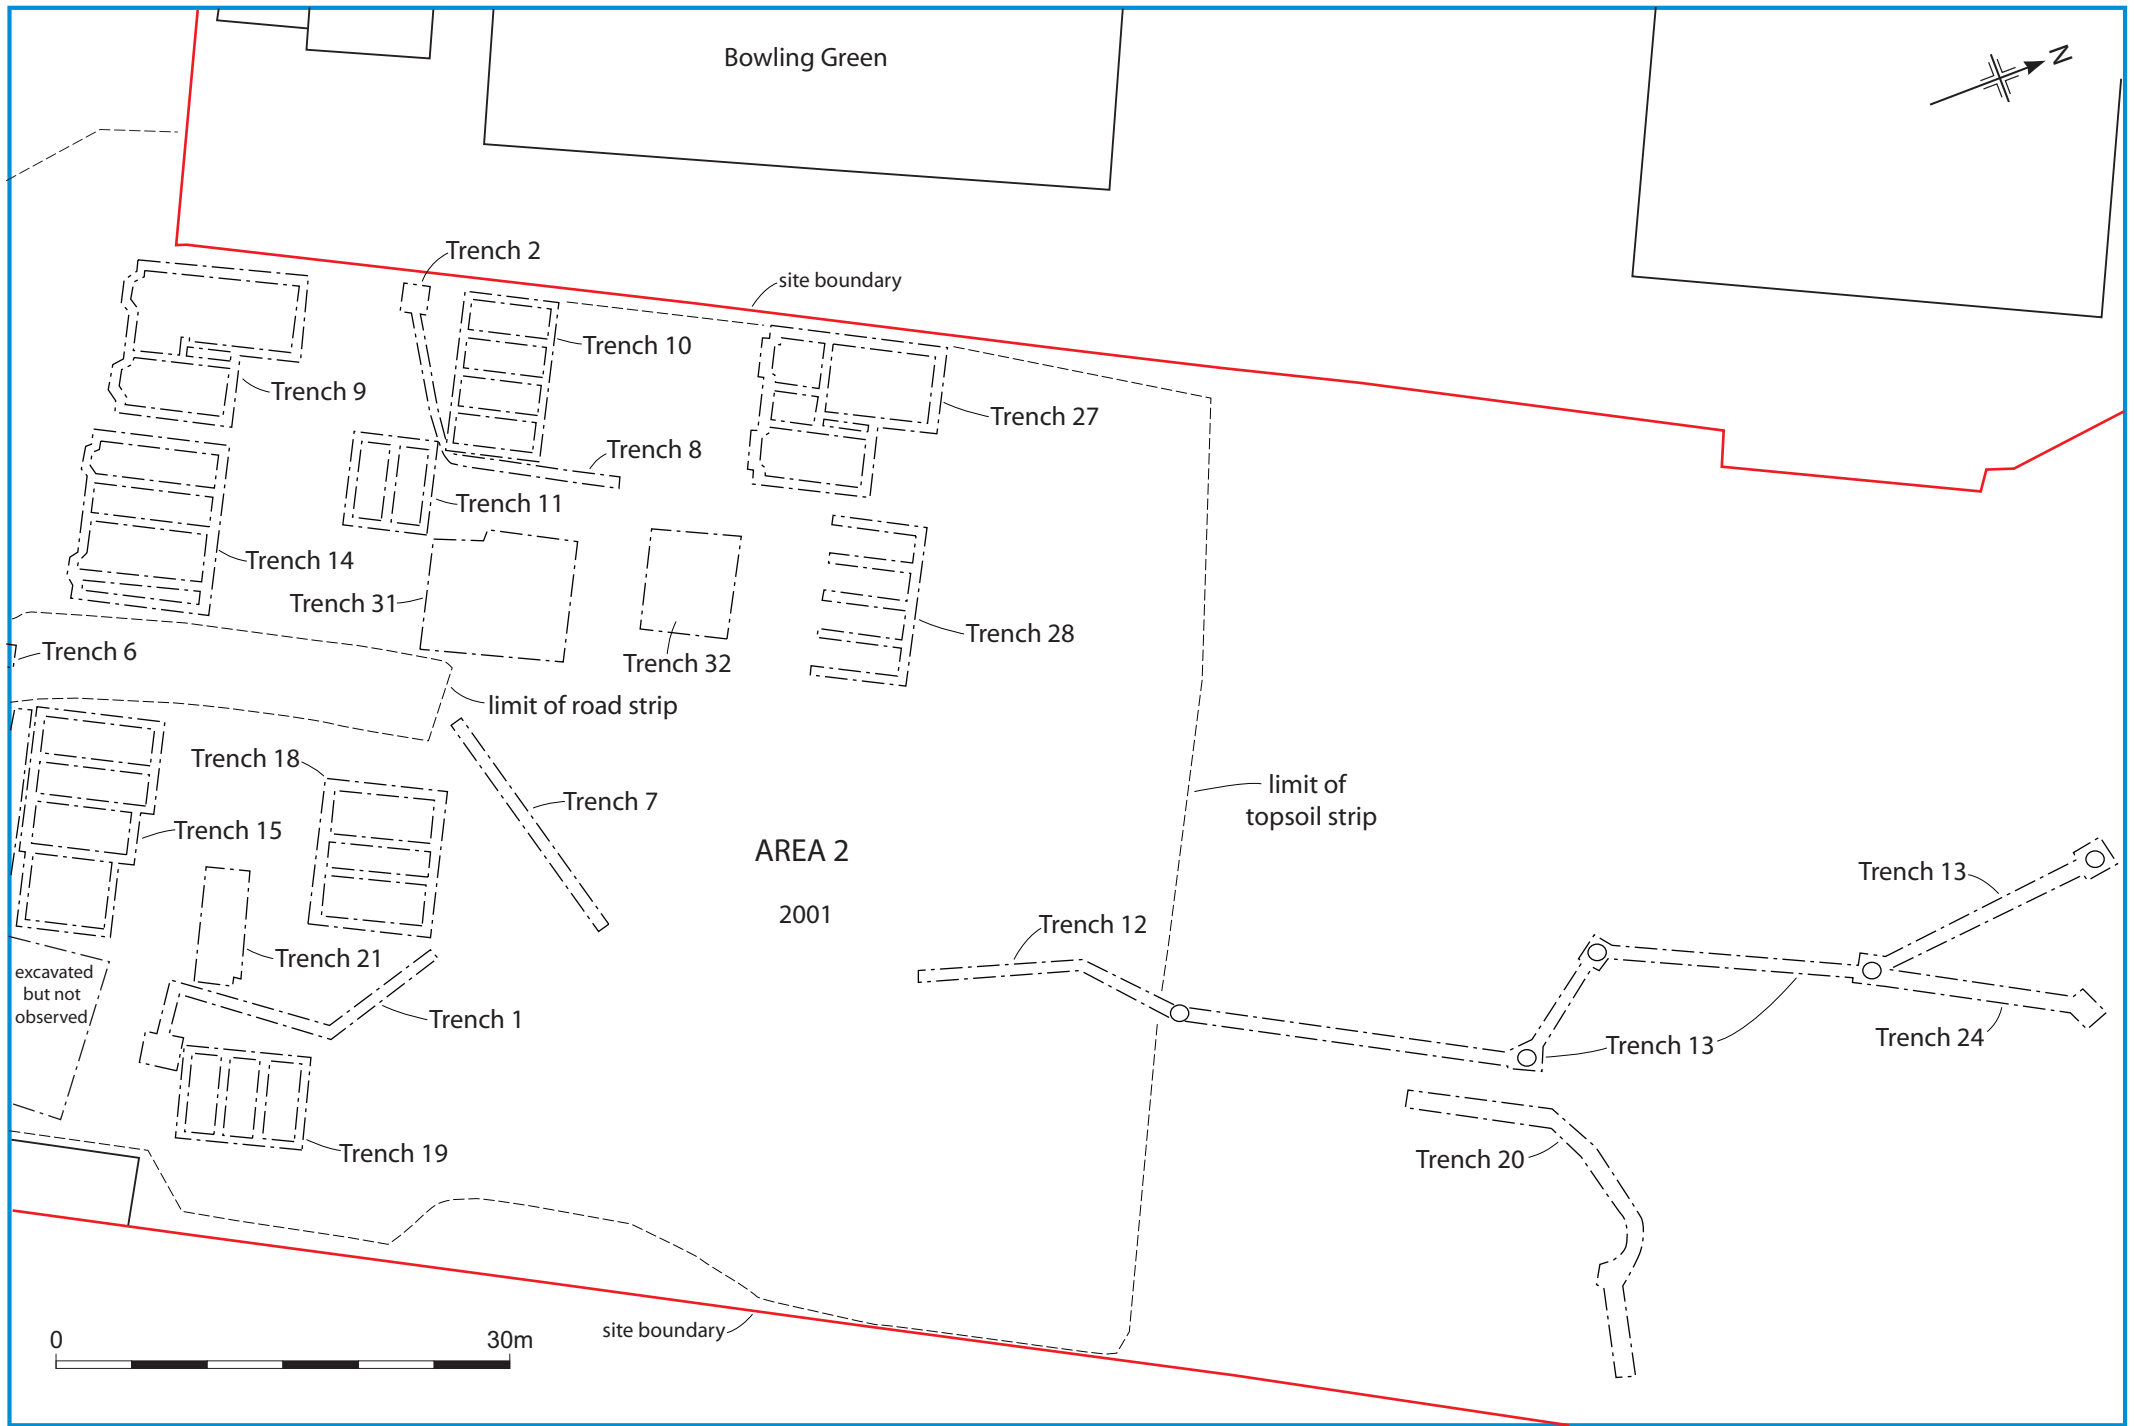 Bowling Green
N
Trench 2
site boundary
Trench 10
Trench 9
Trench 27
Trench 8
Trench 11
Trench 14
Trench 31
Trench 28
Trench 6
Trench 32
limit of road strip
Trench 18
limit of
topsoil strip
Trench 7
Trench 15
AREA 2
2001
Trench 13
Trench 12
Trench 21
excavated
but not
observed
Trench 1
Trench 13
Trench 24
Trench 19
Trench 20
site boundary
0
30m